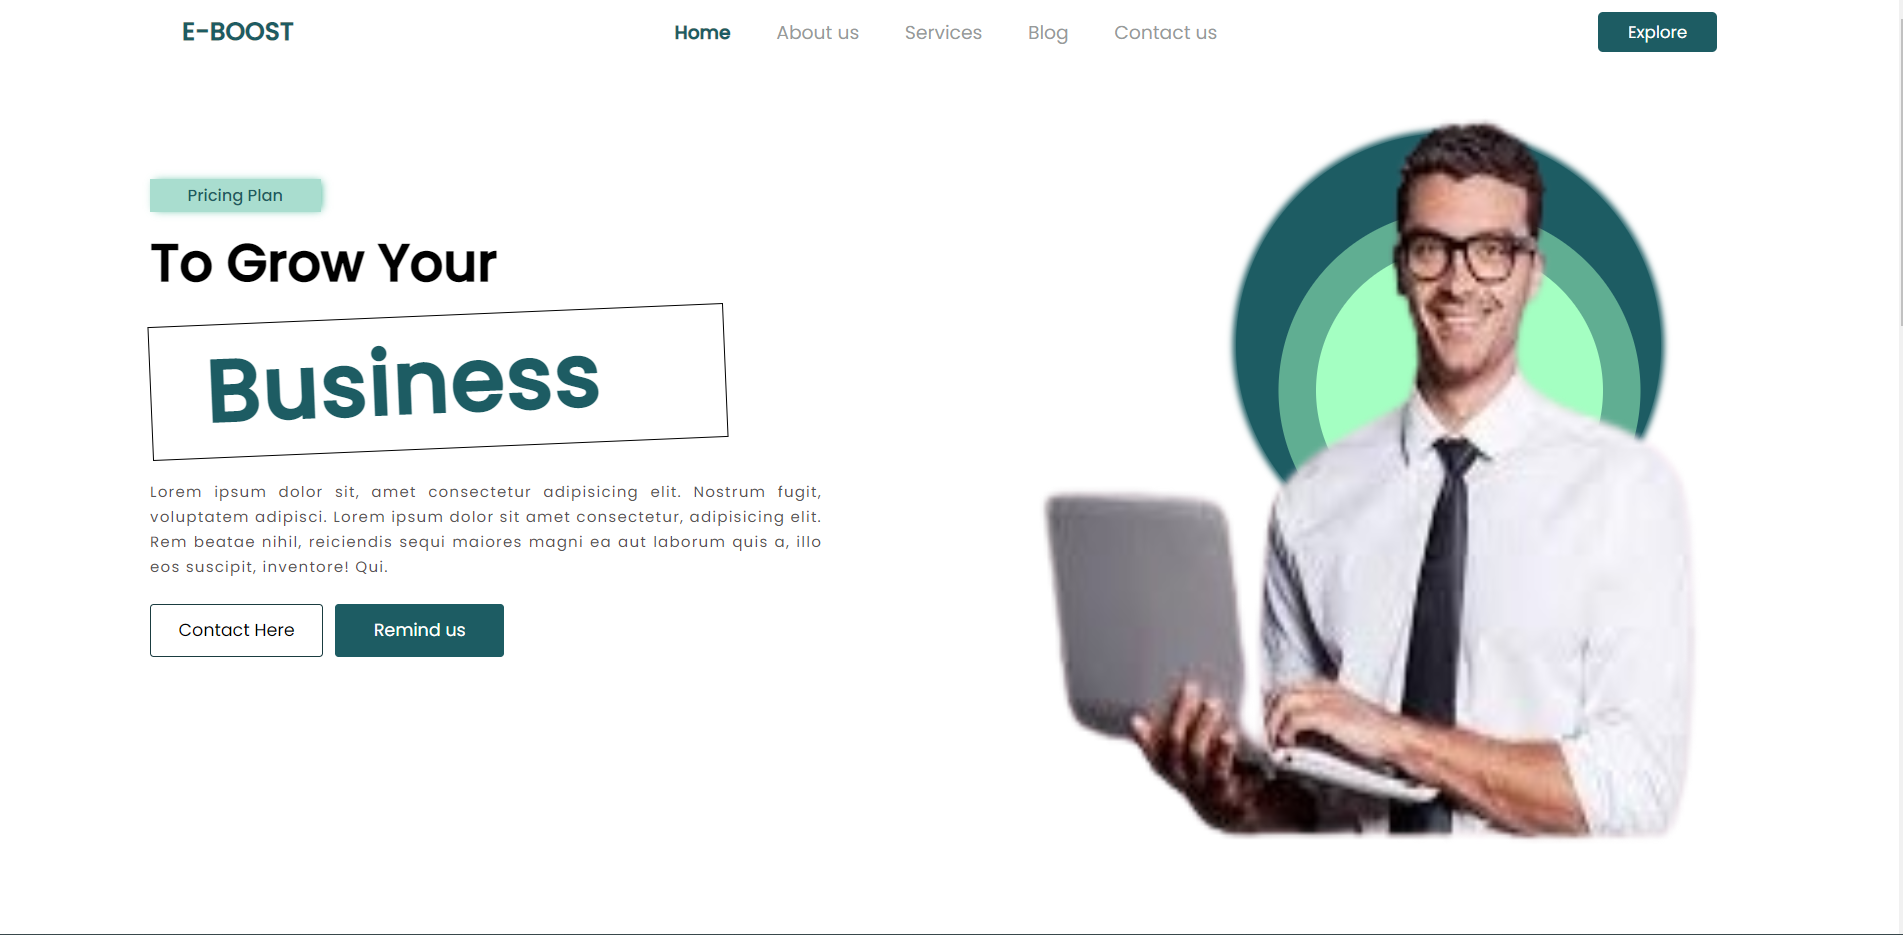 E-BOOST
Home
About us
Services
Blog
Contact us
Explore
Pricing Plan
To Grow Your
Business
Lorem ipsum dolor sit, amet consectetur adipisicing elit. Nostrum fugit,
voluptatem adipisci. Lorem ipsum dolor sit amet consectetur, adipisicing elit.
Rem beatae nihil, reiciendis sequi maiores magni ea aut laborum quis a, illo
eos suscipit, inventore! Qui.
Contact Here
Remind us